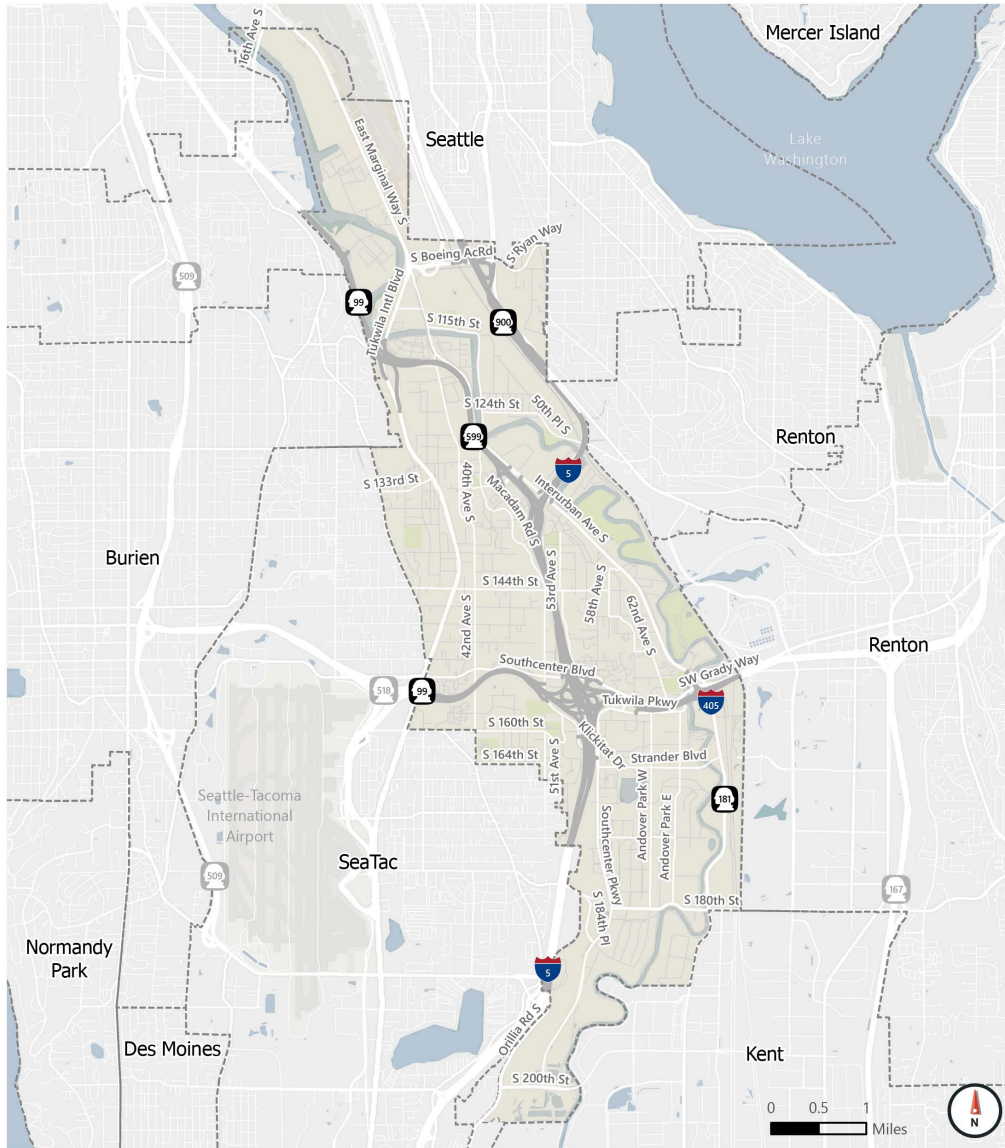 16th Ave S
Mercer Island
Seattle
Lake
Washington
East Marginal Way S
S Ryan Way
S Boeing AcRd
509
99
Tukwila Intl Blvd
S 115th St
900
50th Pl S
S 124th St
599
Renton
5
S 133rd St
40th Ave S
Macadam Rd S
Interurban Ave S
Burien
S 144th St
53rd Ave S
58th Ave S
62nd Ave S
42nd Ave S
Renton
Southcenter Blvd
SW Grady Way
518
99
Tukwila Pkwy
405
S 160th St
Klickitat Dr
S 164th St
51st Ave S
Strander Blvd
Seattle-Tacoma
International
Airport
Andover Park W
Andover Park E
181
Southcenter Pkwy
SeaTac
509
167
S 180th St
S 184th Pl
Normandy
Park
5
Orillia Rd S
Des Moines
Kent
S 200th St
0 0.5 1
Miles
N